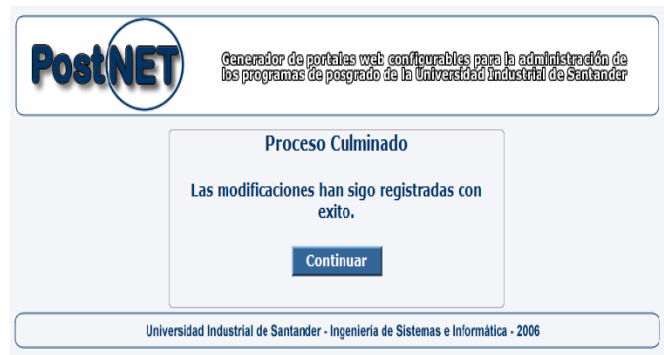 PostNET
Generador de portales web configurables para la administración de
los programas de posgrado de la Universidad Industrial de Santander
Proceso Culminado
Las modificaciones han sigo registradas con
exito.
Continuar
Universidad Industrial de Santander - Ingenieria de Sistemas e Informática - 2006